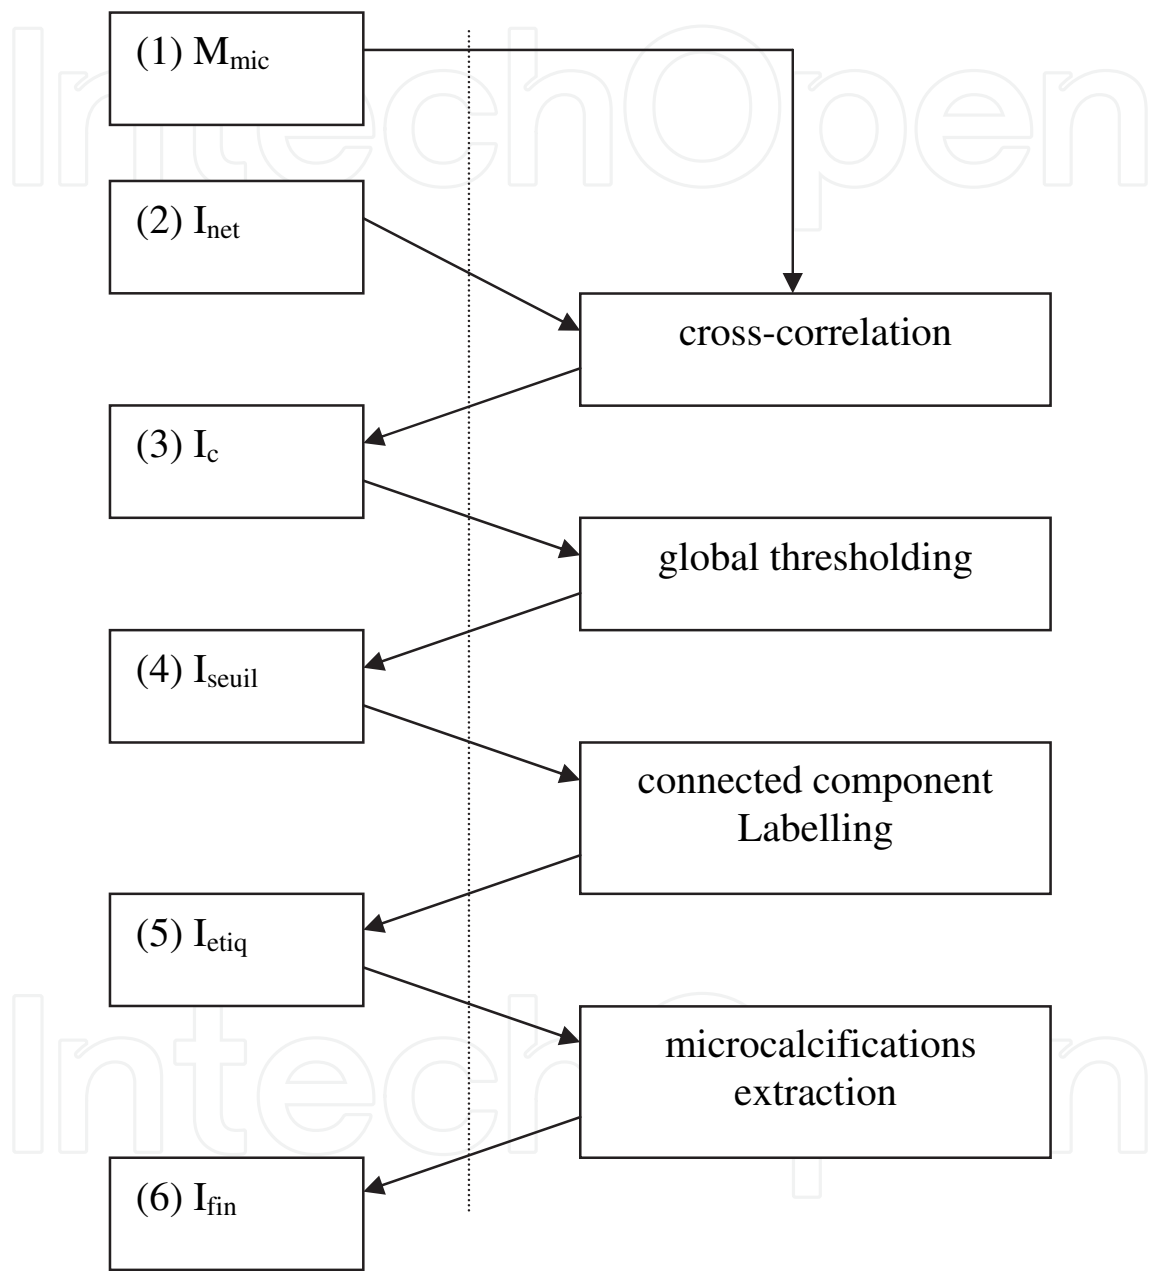 IntechOpen
(1) Mmic
(2) Inet
cross-correlation
(3) Ic
global thresholding
(4) Iseuil
connected component
Labelling
(5) Ietiq
microcalcifications
extraction
IntechOpen
(6) Ifin